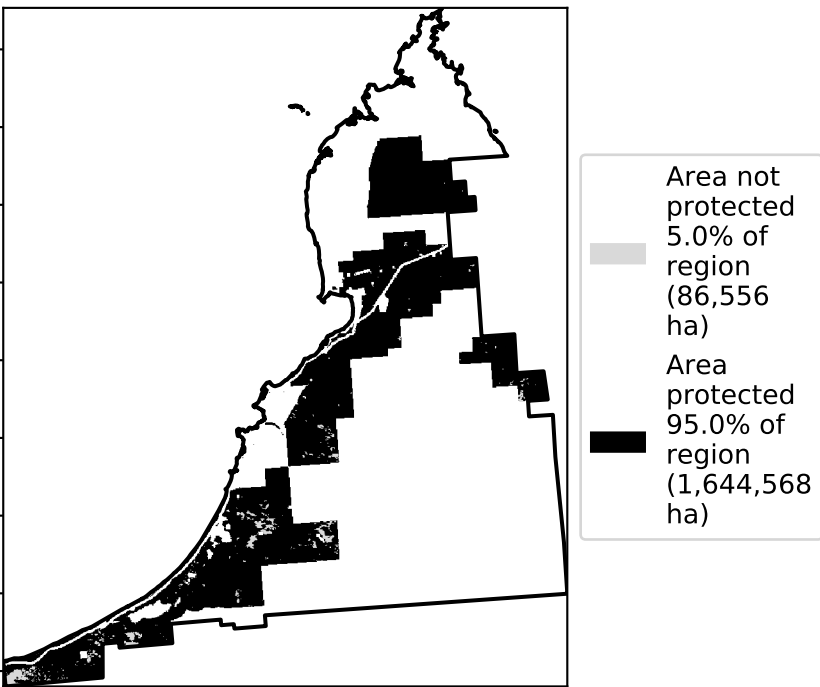 Area not
protected
5.0% of
region
(86,556
ha)
Area
protected
95.0% of
region
(1,644,568
ha)